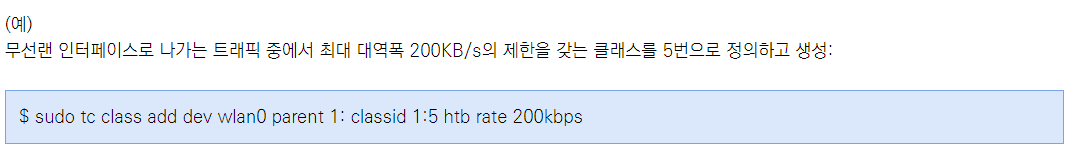 (예)
무선랜 인터페이스로 나가는 트래픽 중에서 최대 대역폭 200KB/s의 제한을 갖는 클래스를 5번으로 정의하고 생성:
$ sudo tc class add dev wlan0 parent 1: classid 1:5 htb rate 200kbps